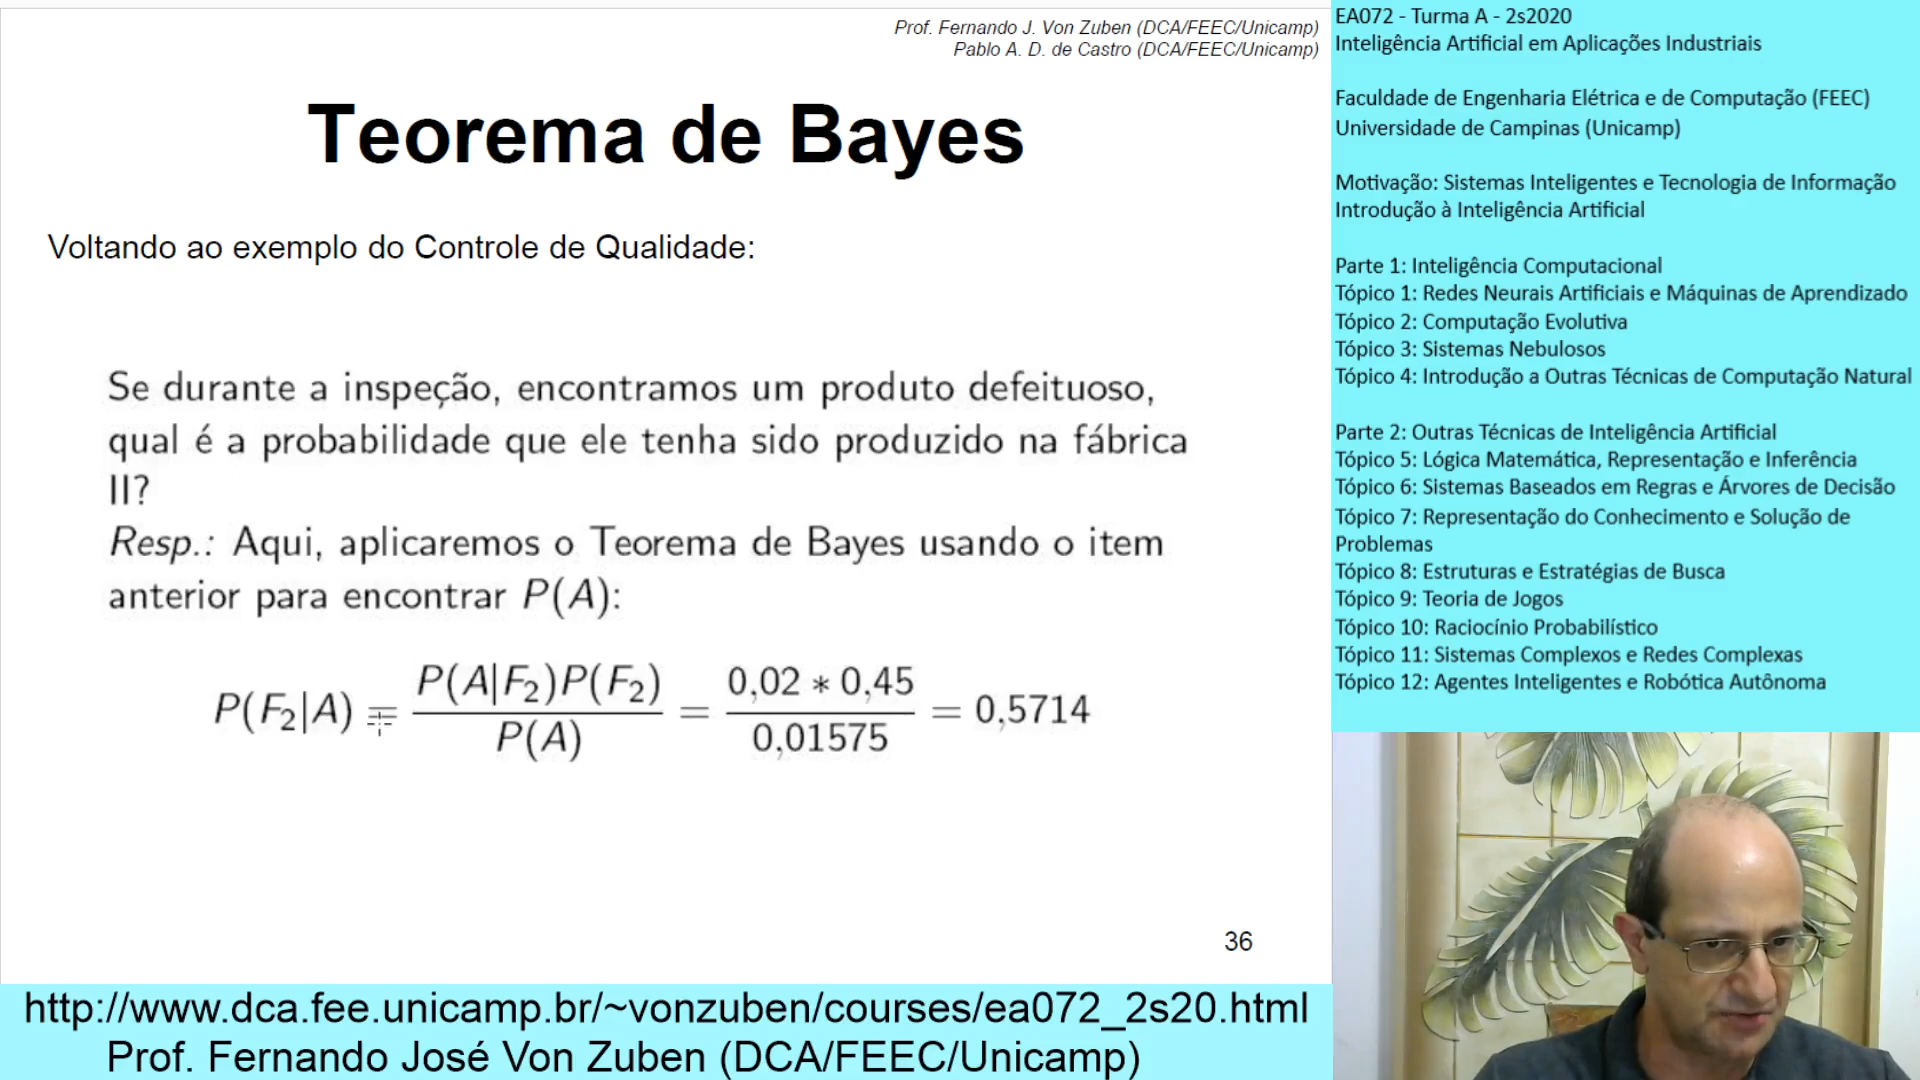 Prof. Fernando J. Von Zuben (DCA/FEEC/Unicamp)
Pablo A. D. de Castro (DCA/FEEC/Unicamp)
Teorema de Bayes
Voltando ao exemplo do Controle de Qualidade:
Se durante a inspeção, encontramos um produto defeituoso,
qual é a probabilidade que ele tenha sido produzido na fábrica
II?
Resp.: Aqui, aplicaremos o Teorema de Bayes usando o item
anterior para encontrar P(A):
P(F₂|A) = P(A|F₂)P(F₂) / P(A) = 0,02 * 0,45 / 0,01575 = 0,5714
36
http://www.dca.fee.unicamp.br/~vonzuben/courses/ea072_2s20.html
Prof. Fernando José Von Zuben (DCA/FEEC/Unicamp)
EA072 - Turma A - 2s2020
Inteligência Artificial em Aplicações Industriais
Faculdade de Engenharia Elétrica e de Computação (FEEC)
Universidade de Campinas (Unicamp)
Motivação: Sistemas Inteligentes e Tecnologia de Informação
Introdução à Inteligência Artificial
Parte 1: Inteligência Computacional
Tópico 1: Redes Neurais Artificiais e Máquinas de Aprendizado
Tópico 2: Computação Evolutiva
Tópico 3: Sistemas Nebulosos
Tópico 4: Introdução a Outras Técnicas de Computação Natural
Parte 2: Outras Técnicas de Inteligência Artificial
Tópico 5: Lógica Matemática, Representação e Inferência
Tópico 6: Sistemas Baseados em Regras e Árvores de Decisão
Tópico 7: Representação do Conhecimento e Solução de
Problemas
Tópico 8: Estruturas e Estratégias de Busca
Tópico 9: Teoria de Jogos
Tópico 10: Raciocínio Probabilístico
Tópico 11: Sistemas Complexos e Redes Complexas
Tópico 12: Agentes Inteligentes e Robótica Autônoma